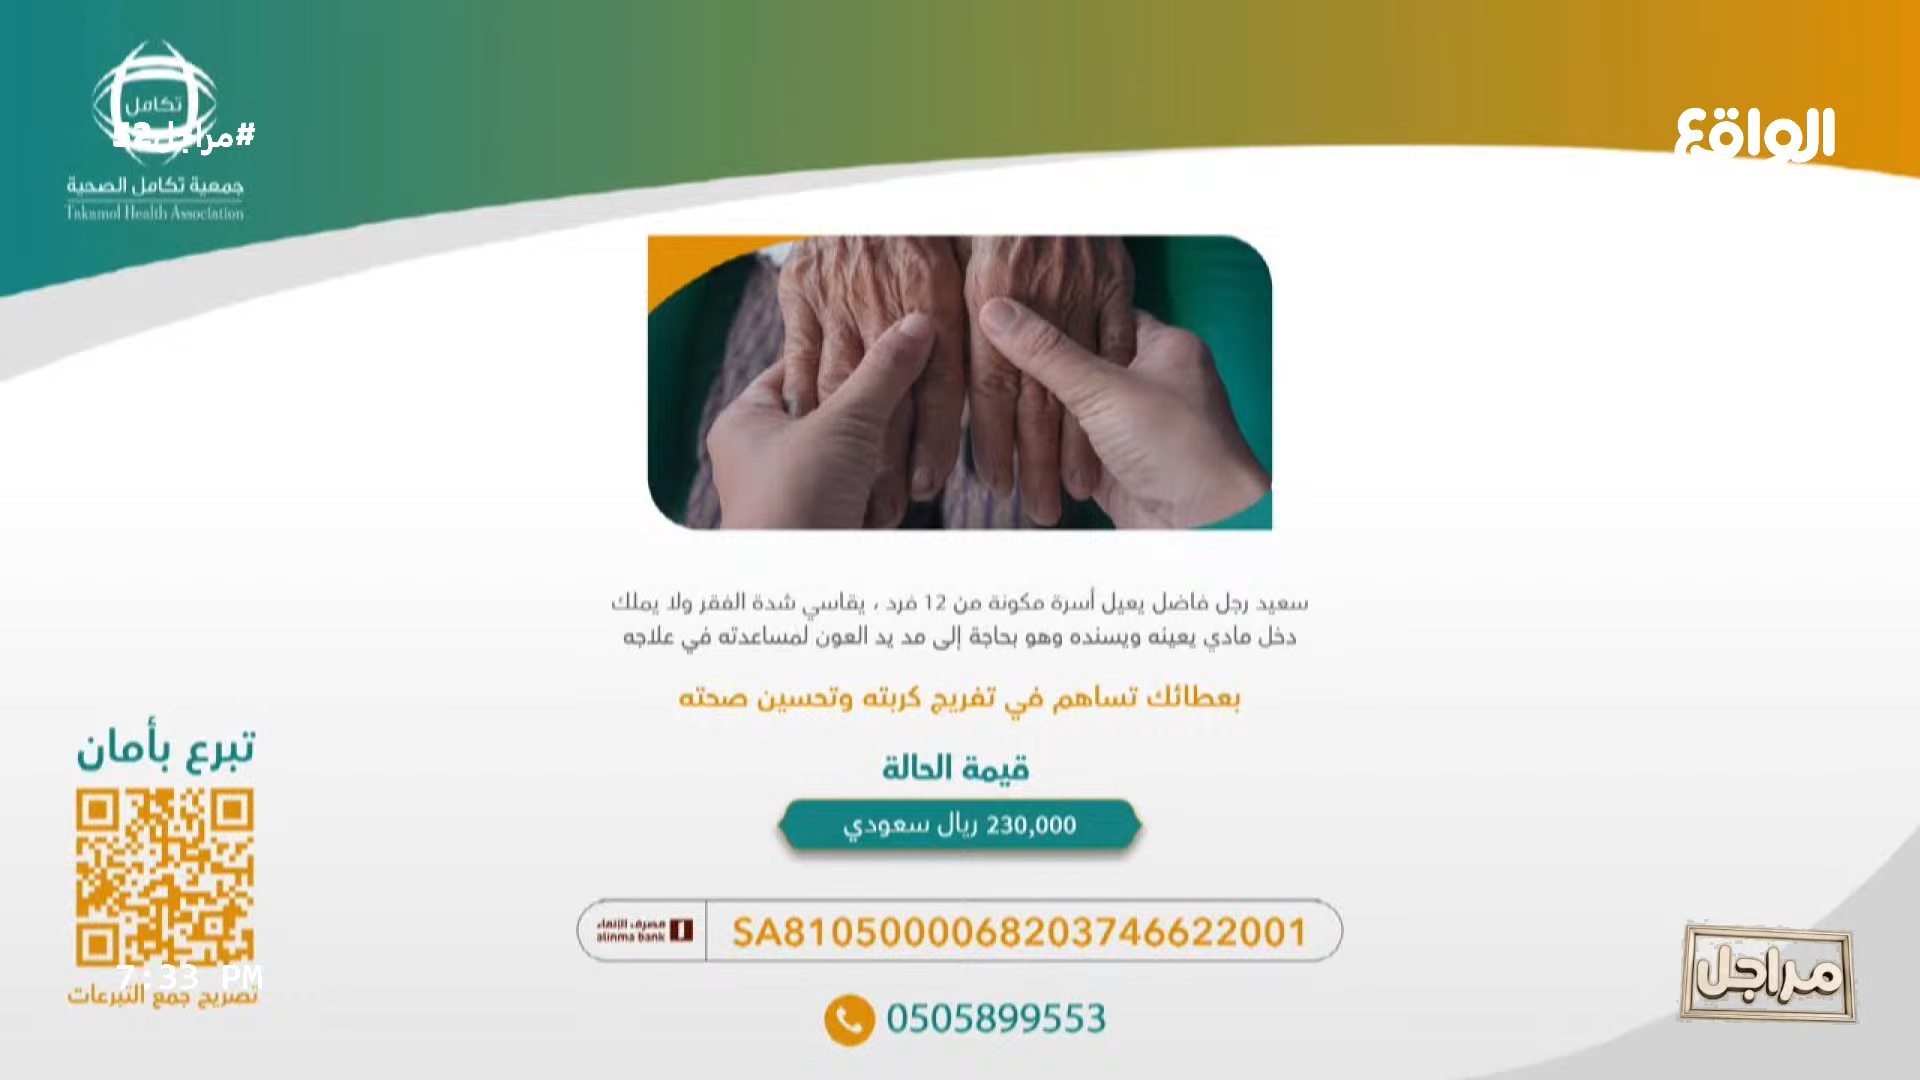 تكامل
#مراجل
جمعية تكامل الصحية
Takamol Health Association
الواقع
سعيد رجل فاضل يعيل أسرة مكونة من 12 فرد ، يقاسي شدة الفقر ولا يملك
دخل مادي يعينه ويسنده وهو بحاجة إلى مد يد العون لمساعدته في علاجه
بعطائك تساهم في تفريج كربته وتحسين صحته
قيمة الحالة
230,000 ريال سعودي
مصرف الإنماء
alinma bank
SA8105000068203746622001
0505899553
تبرع بأمان
7:33 PM
تصريح جمع التبرعات
مراجل